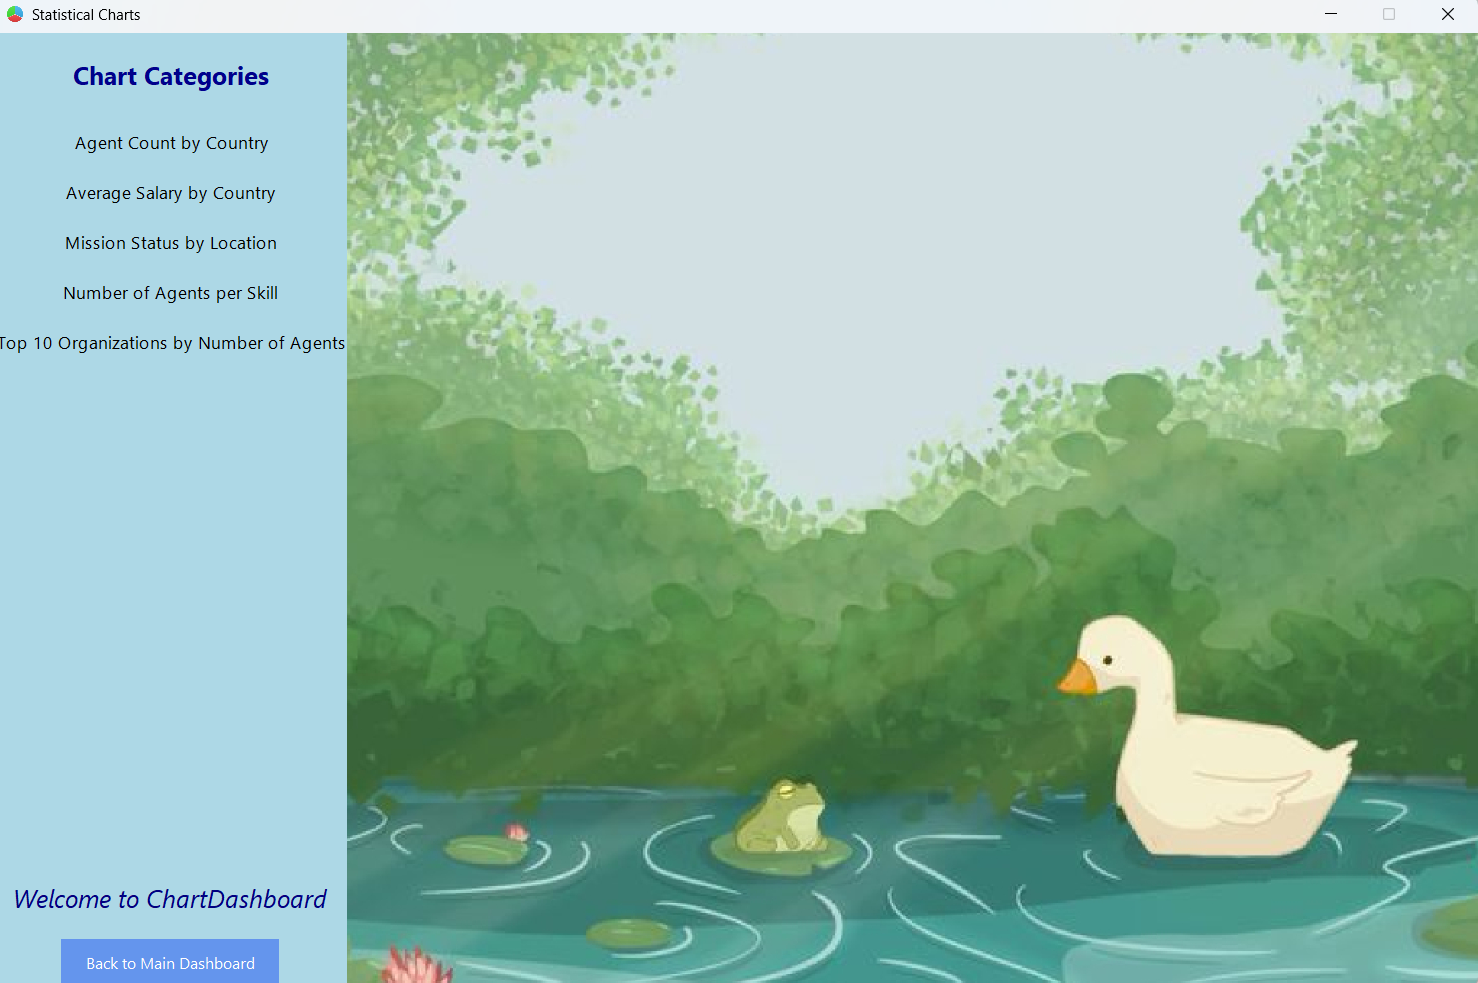 Statistical Charts
Chart Categories
Agent Count by Country
Average Salary by Country
Mission Status by Location
Number of Agents per Skill
Top 10 Organizations by Number of Agents
Welcome to ChartDashboard
Back to Main Dashboard